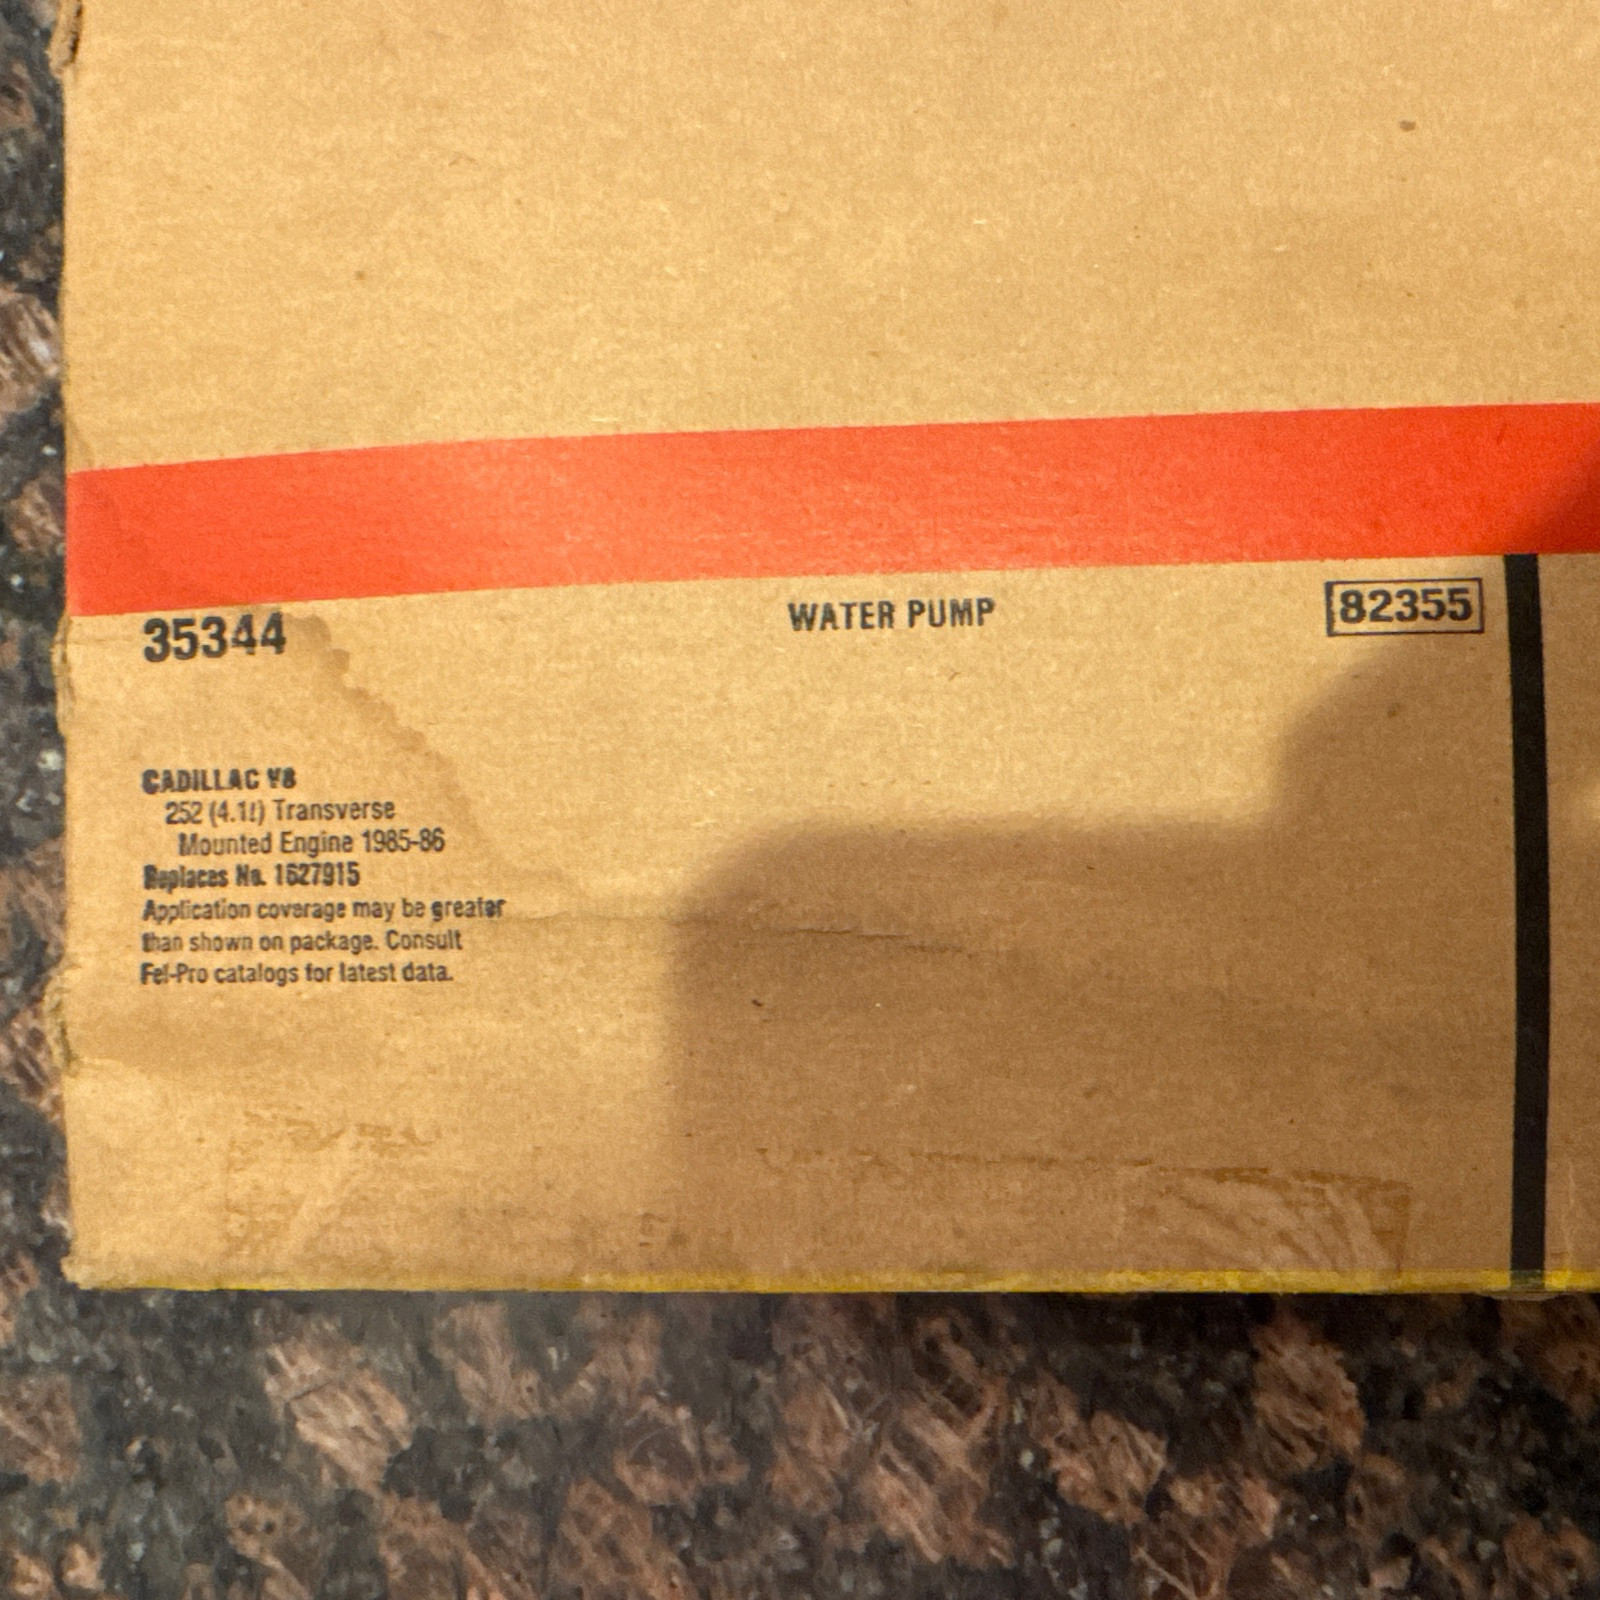 35344 WATER PUMP 82355
CADILLAC V8
252 (4.1ℓ) Transverse
Mounted Engine 1985-86
Replaces No. 1627915
Application coverage may be greater
than shown on package. Consult
Fel-Pro catalogs for latest data.